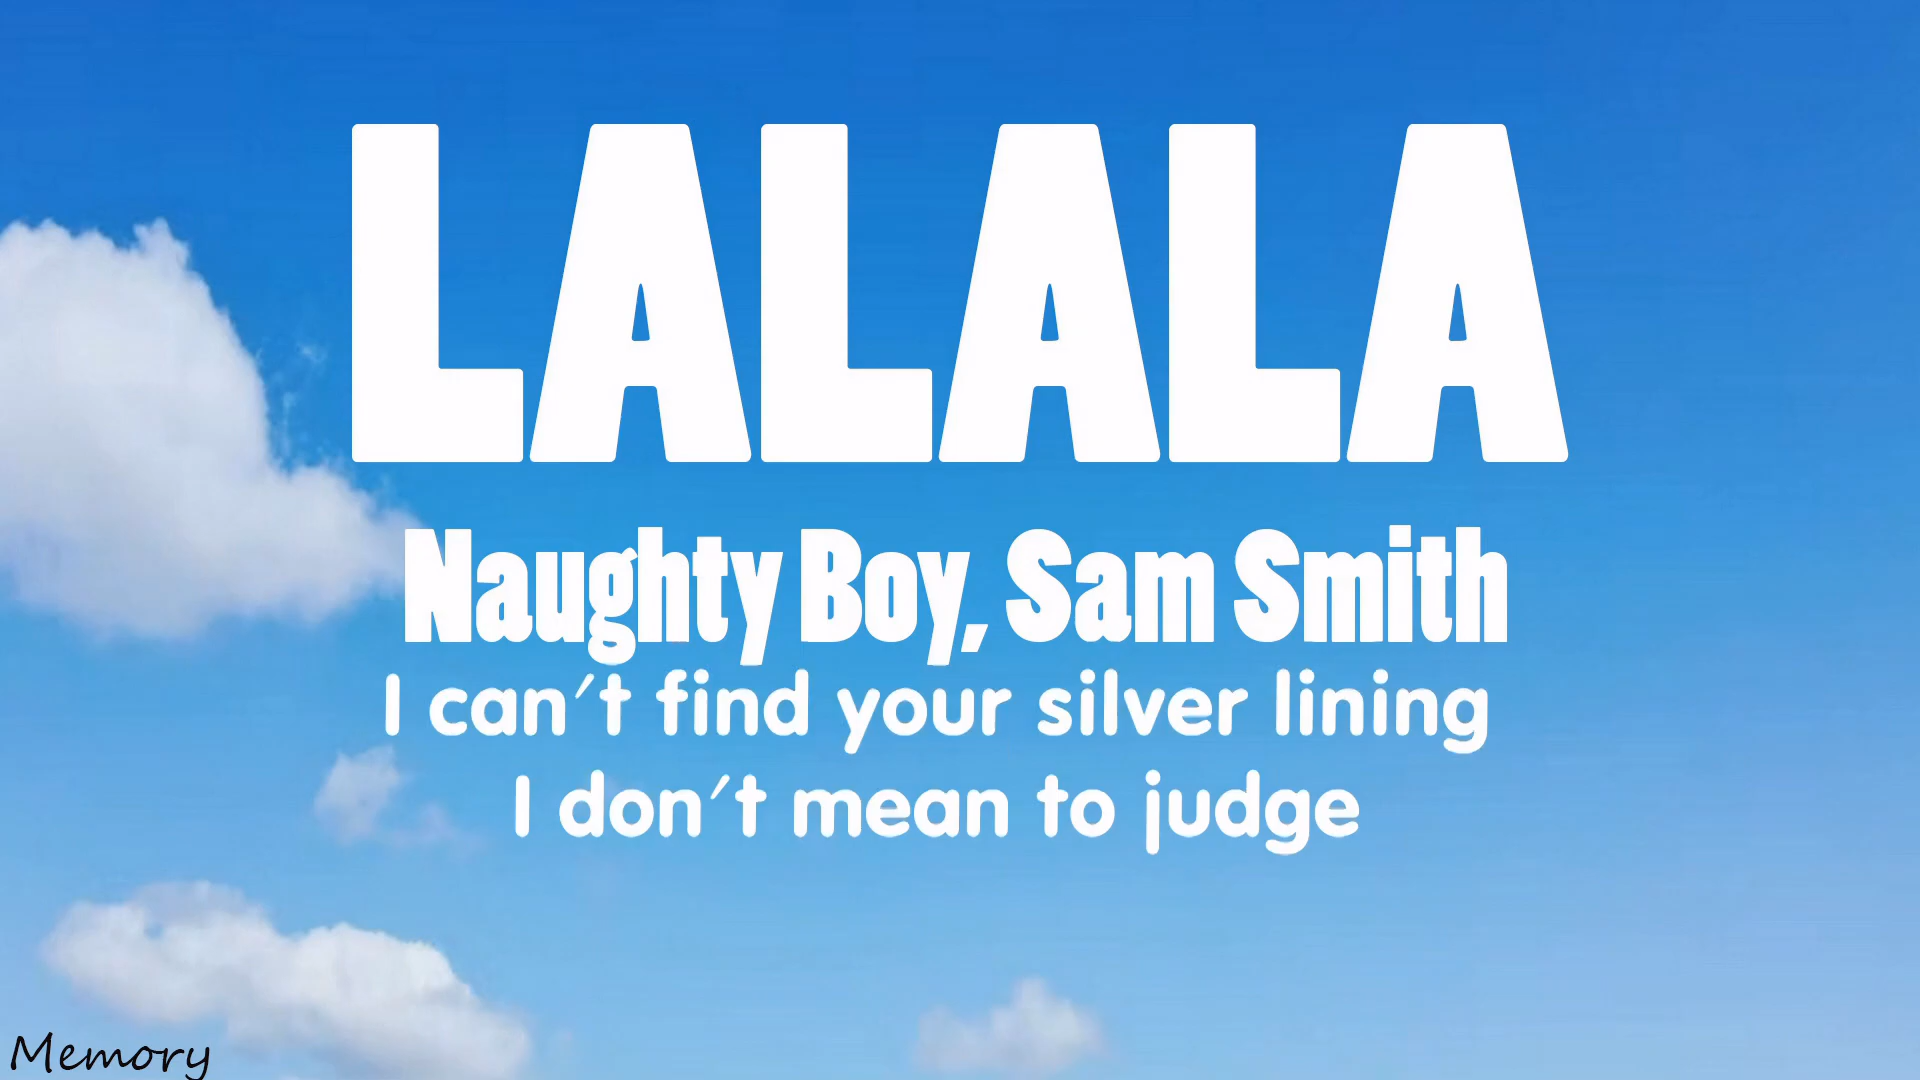 LALALA
Naughty Boy, Sam Smith
I can't find your silver lining
I don't mean to judge
Memory